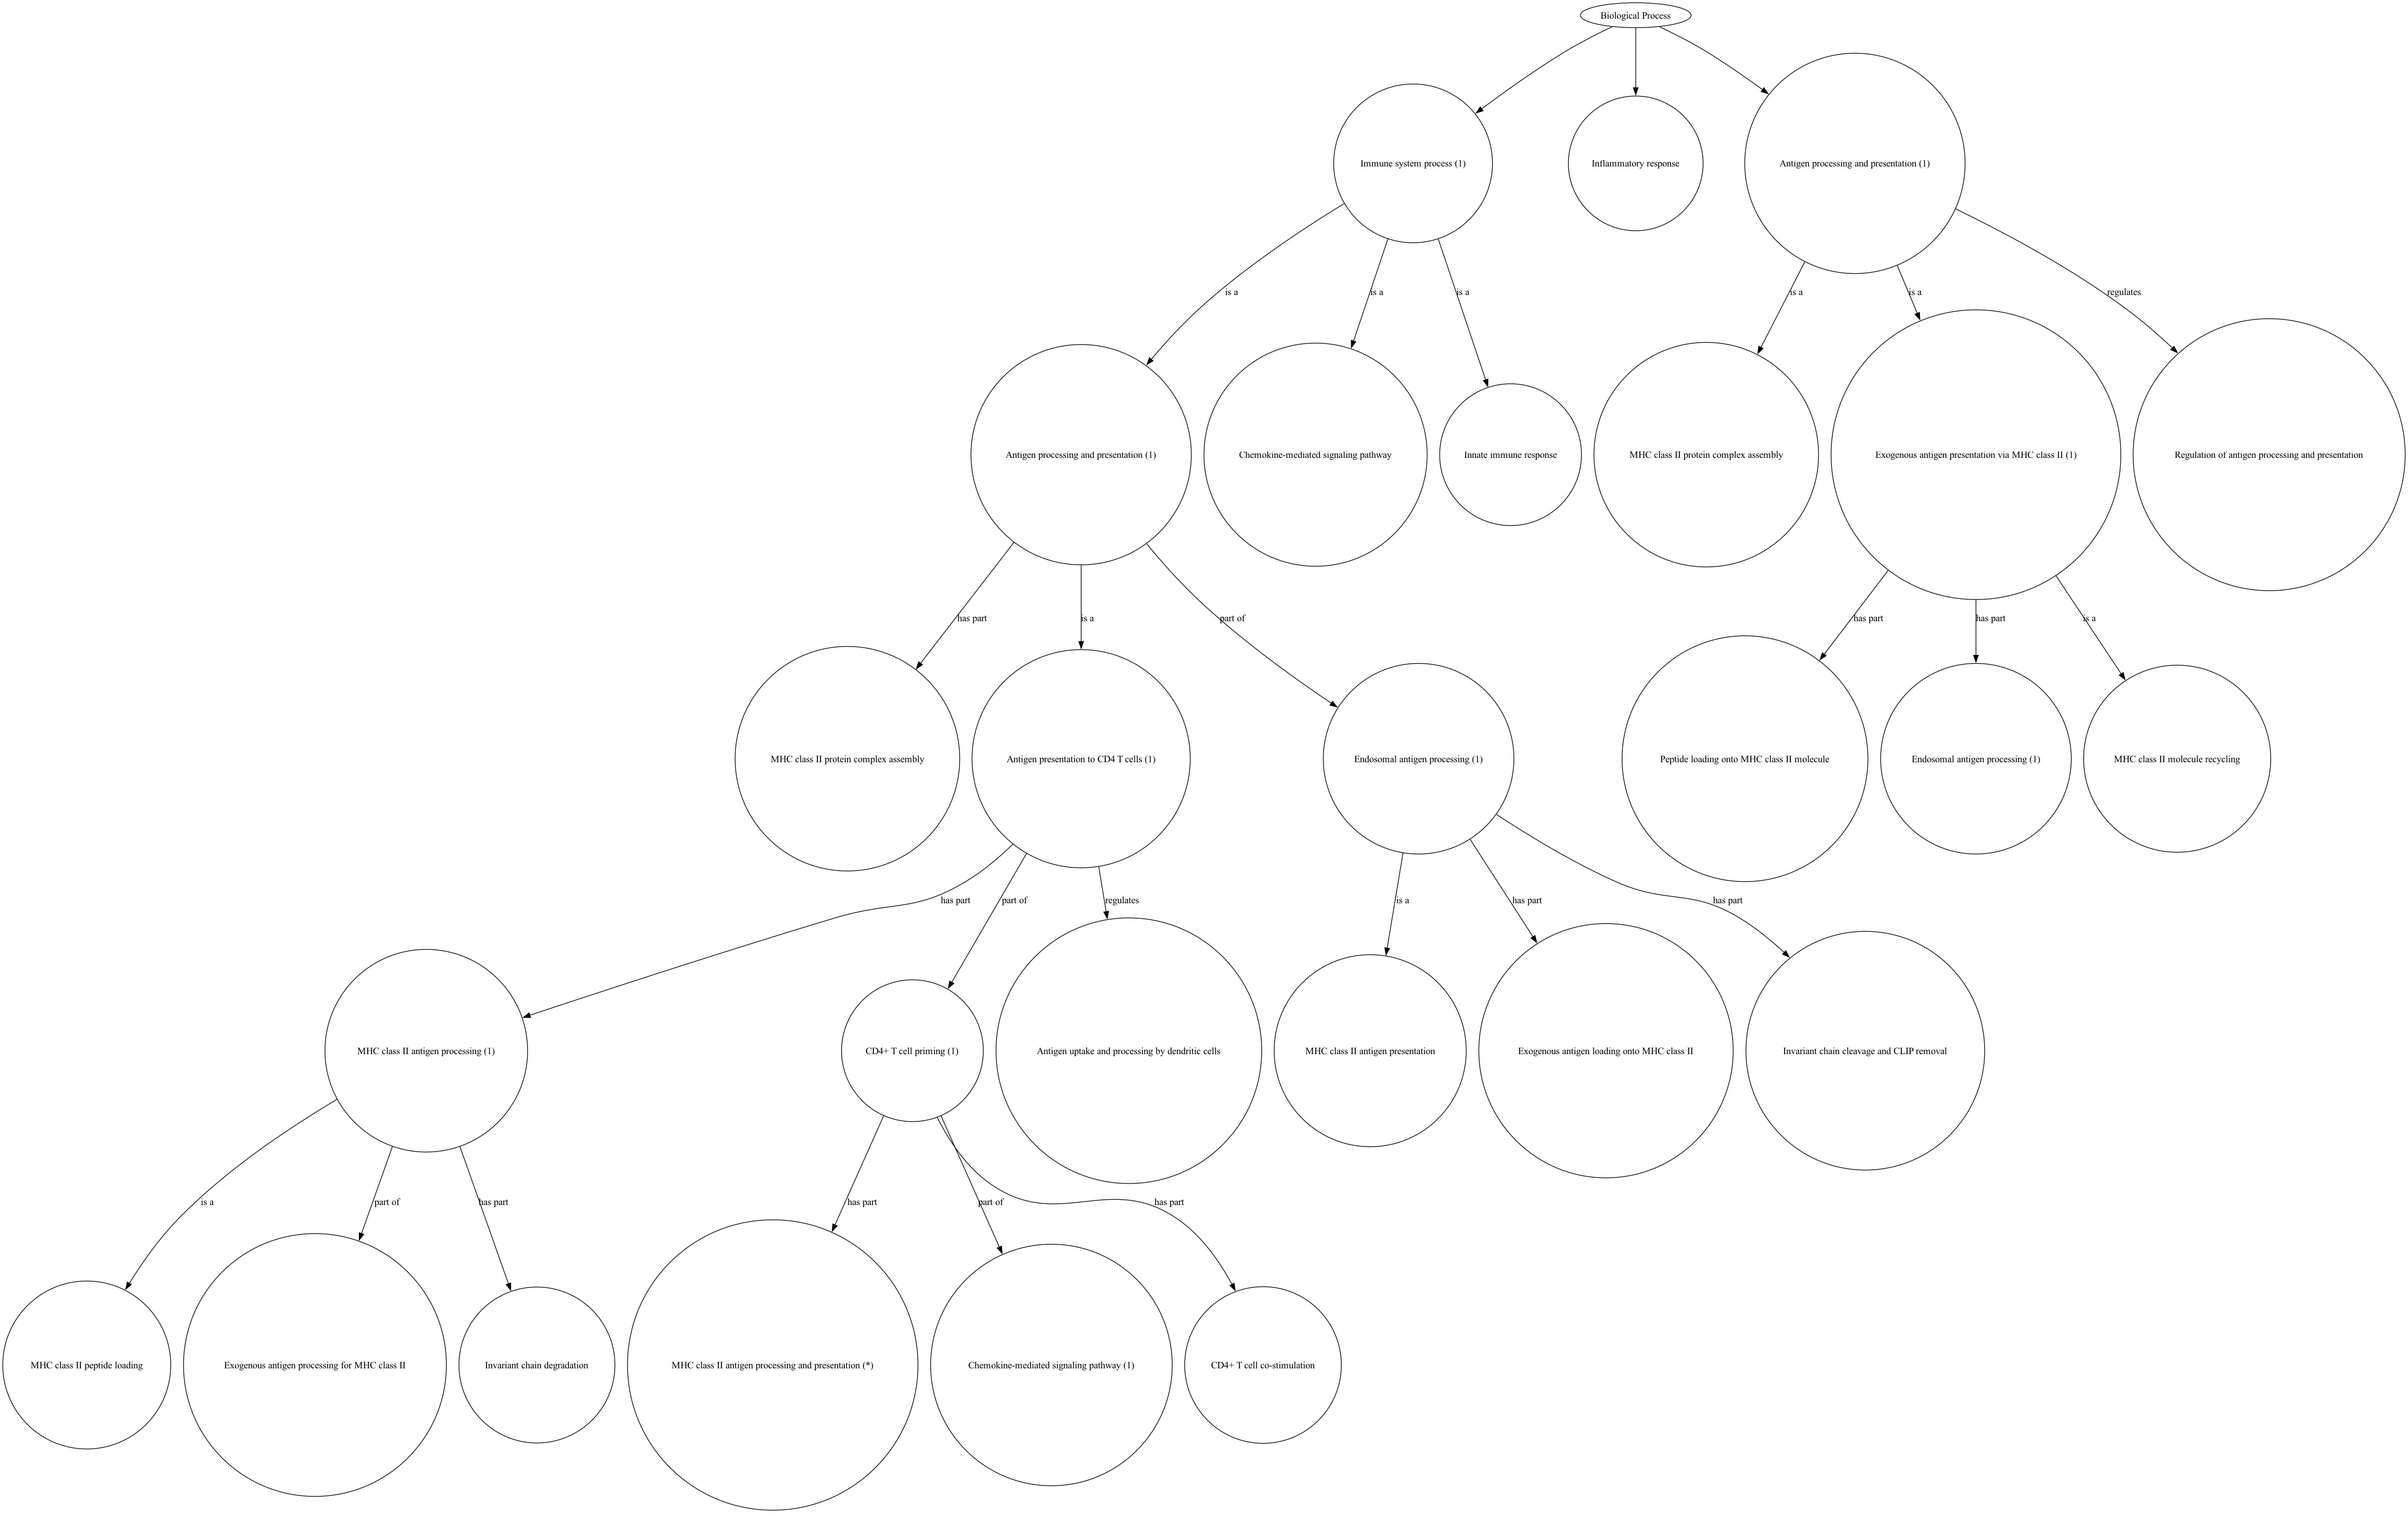 Biological Process
Immune system process (1)
Inflammatory response
Antigen processing and presentation (1)
is a
is a
is a
is a
is a
regulates
Antigen processing and presentation (1)
Chemokine-mediated signaling pathway
Innate immune response
MHC class II protein complex assembly
Exogenous antigen presentation via MHC class II (1)
Regulation of antigen processing and presentation
has part
is a
part of
has part
has part
is a
MHC class II protein complex assembly
Antigen presentation to CD4 T cells (1)
Endosomal antigen processing (1)
Peptide loading onto MHC class II molecule
Endosomal antigen processing (1)
MHC class II molecule recycling
has part
part of
regulates
is a
has part
has part
MHC class II antigen processing (1)
CD4+ T cell priming (1)
Antigen uptake and processing by dendritic cells
MHC class II antigen presentation
Exogenous antigen loading onto MHC class II
Invariant chain cleavage and CLIP removal
is a
part of
has part
has part
part of
has part
MHC class II peptide loading
Exogenous antigen processing for MHC class II
Invariant chain degradation
MHC class II antigen processing and presentation (*)
Chemokine-mediated signaling pathway (1)
CD4+ T cell co-stimulation